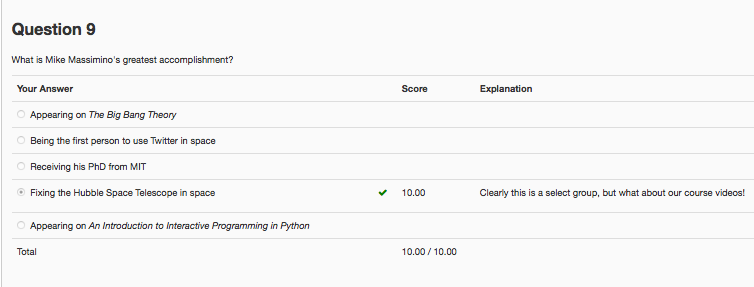 Question 9
What is Mike Massimino's greatest accomplishment?
Your Answer Score Explanation
Appearing on The Big Bang Theory
Being the first person to use Twitter in space
Receiving his PhD from MIT
Fixing the Hubble Space Telescope in space 10.00 Clearly this is a select group, but what about our course videos!
Appearing on An Introduction to Interactive Programming in Python
Total 10.00 / 10.00